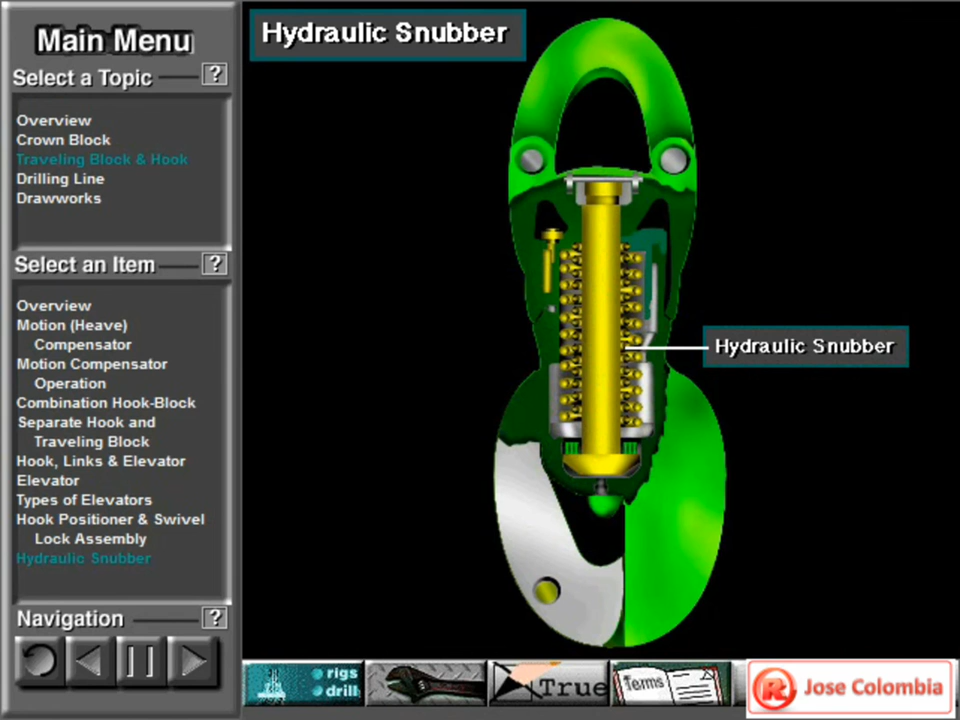 Main Menu
Select a Topic
?
Overview
Crown Block
Traveling Block & Hook
Drilling Line
Drawworks
Select an Item
?
Overview
Motion (Heave)
Compensator
Motion Compensator
Operation
Combination Hook-Block
Separate Hook and
Traveling Block
Hook, Links & Elevator
Elevator
Types of Elevators
Hook Positioner & Swivel
Lock Assembly
Hydraulic Snubber
Navigation
?
Hydraulic Snubber
Hydraulic Snubber
rigs
drill
True
Terms
R Jose Colombia